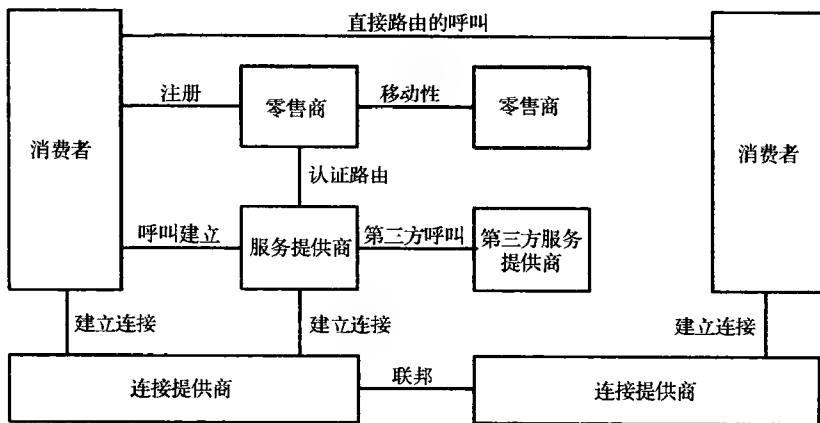 直接路由的呼叫
注册
零售商
移动性
零售商
消费者
消费者
认证路由
呼叫建立
服务提供商
第三方呼叫
第三方服务
提供商
建立连接
建立连接
建立连接
连接提供商
联邦
连接提供商